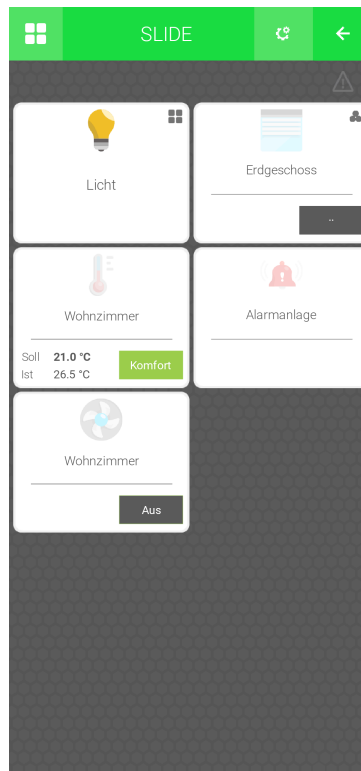 SLIDE
Licht
Erdgeschoss
..
Wohnzimmer
Soll 21.0 °C
Ist 26.5 °C
Komfort
Alarmanlage
Wohnzimmer
Aus